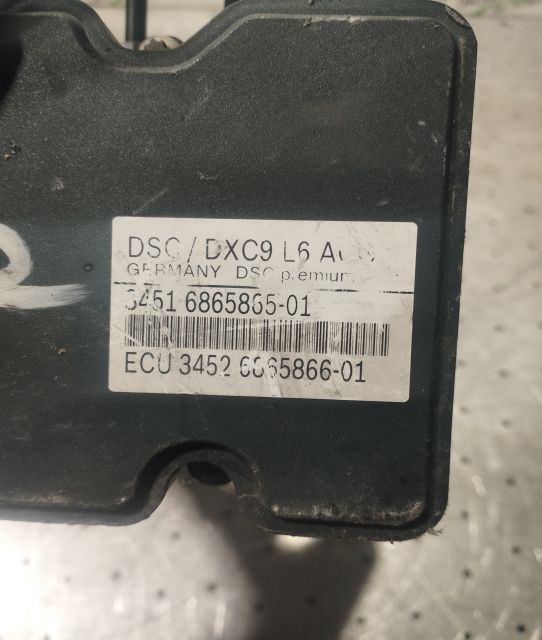 DSC / DXC9 L6
GERMANY DSC premium
3451 6865865-01
ECU 3452 6865866-01